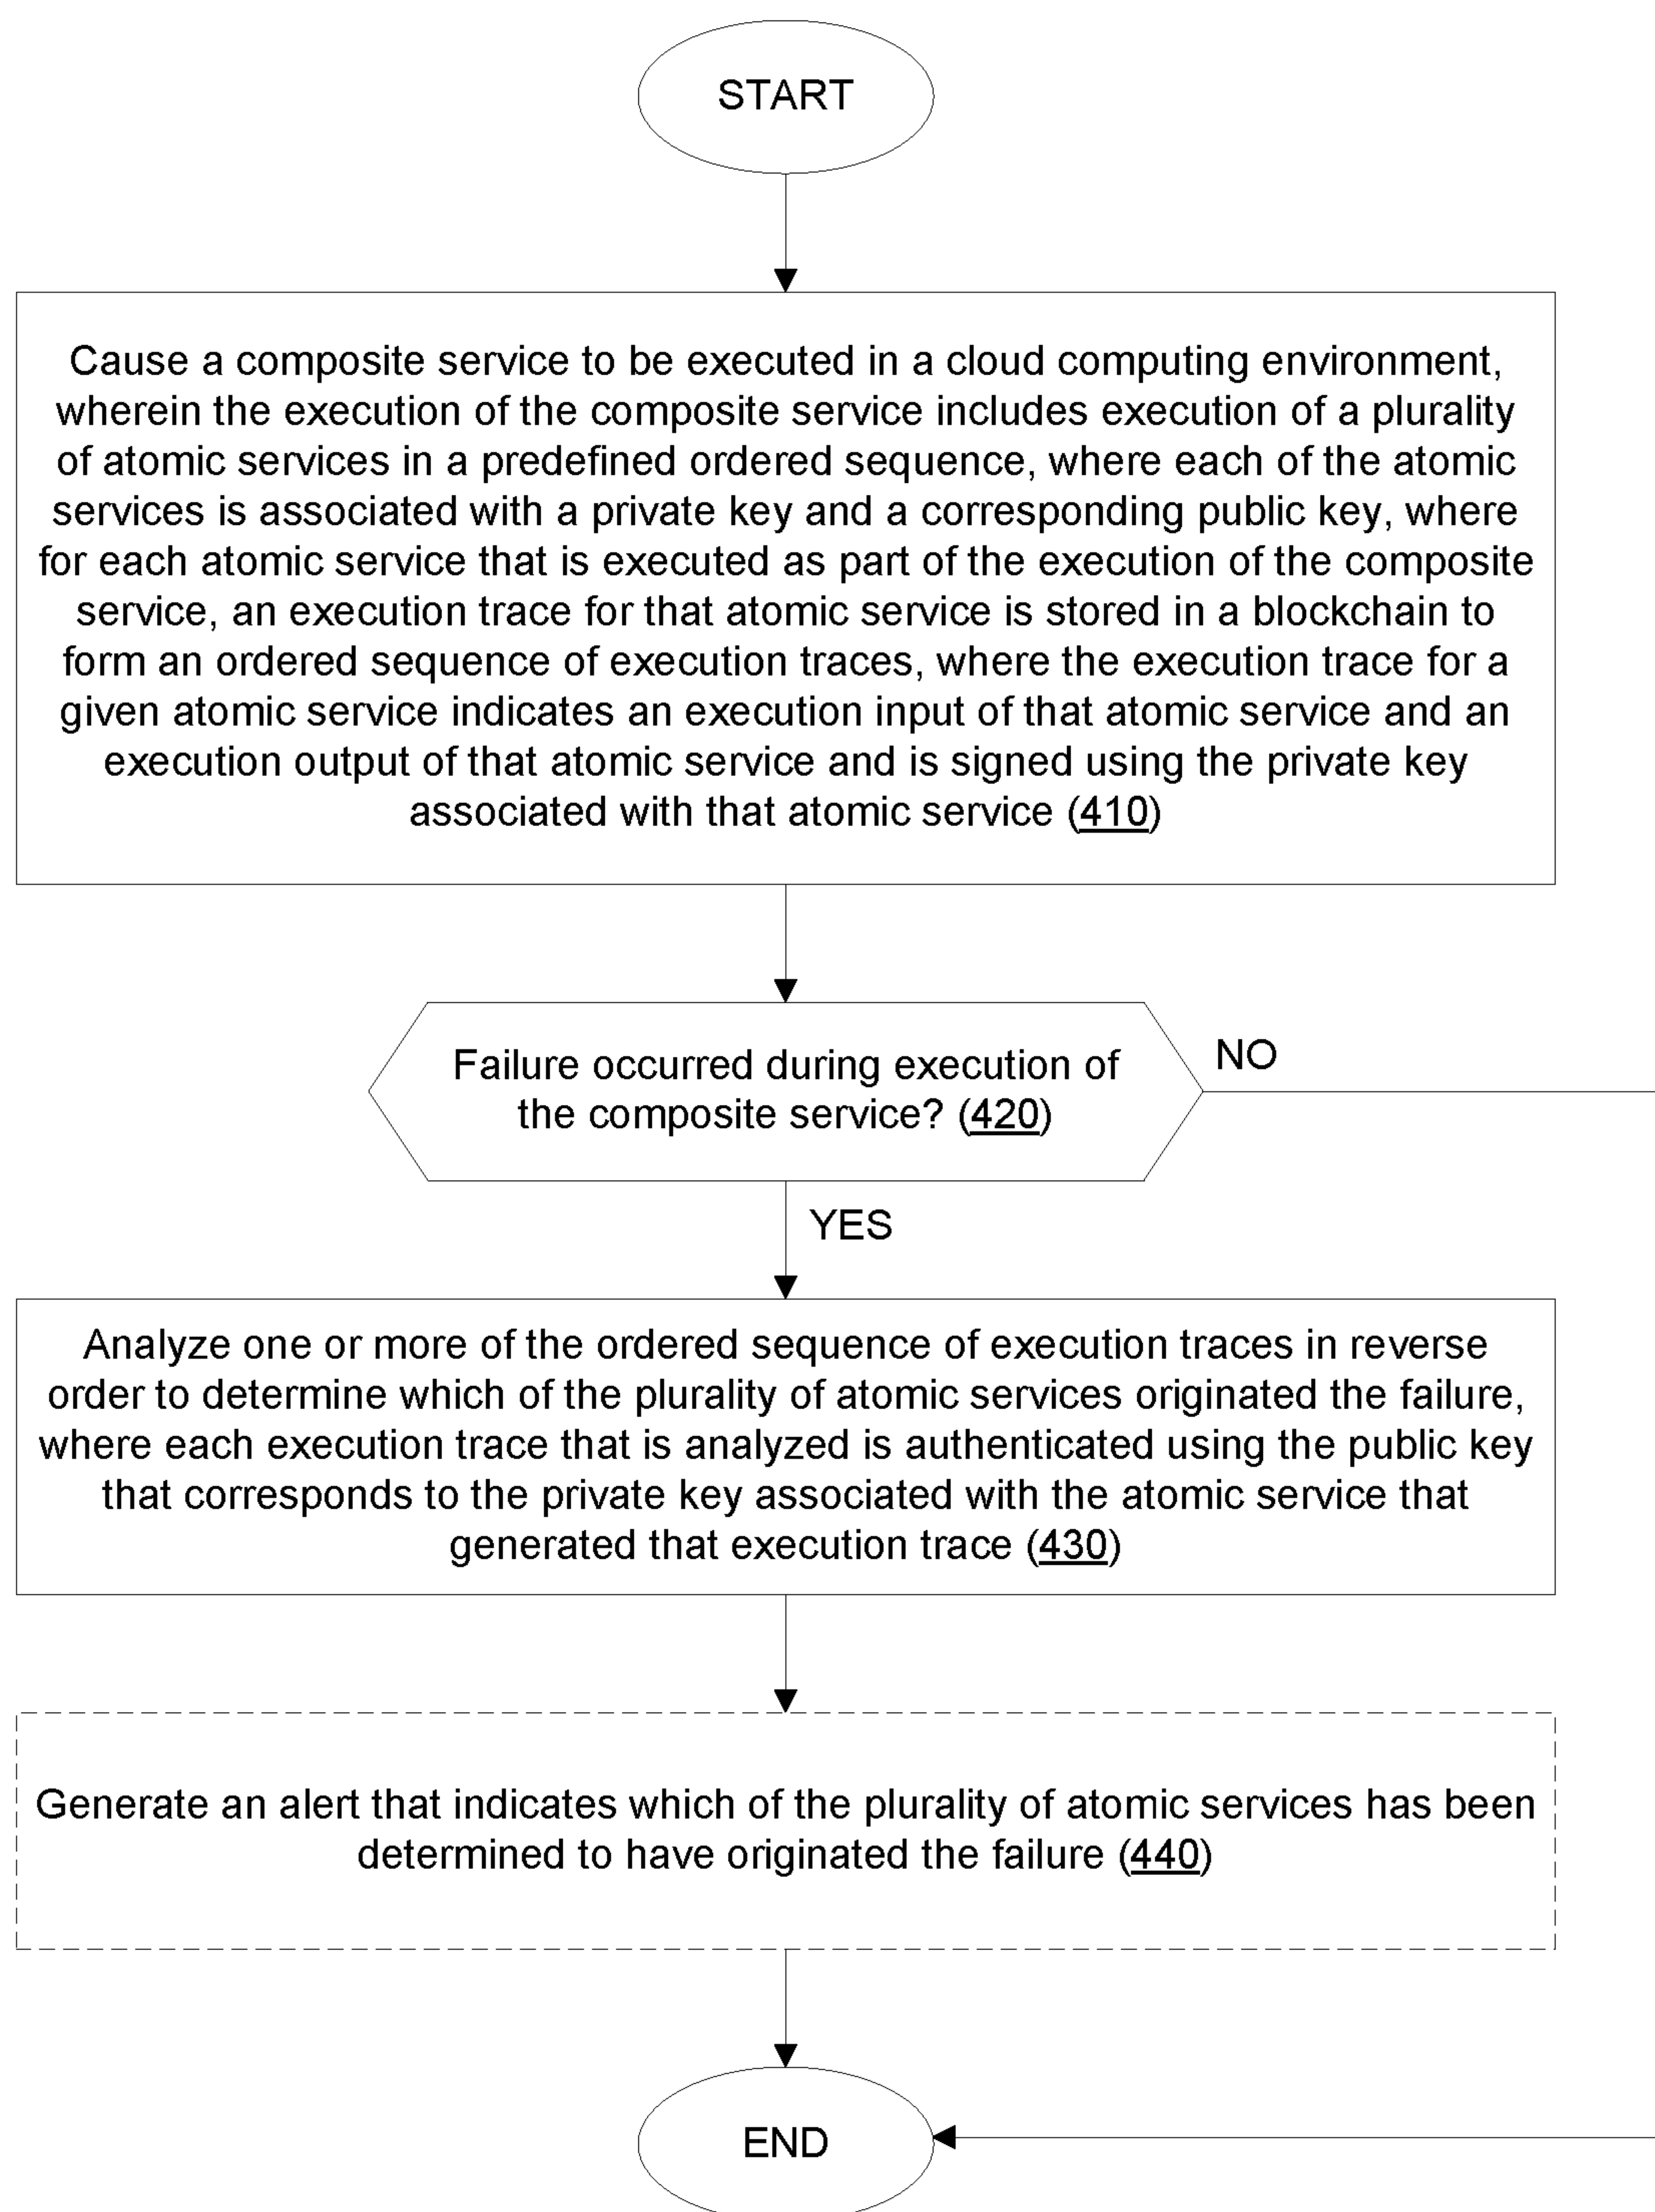 START
Cause a composite service to be executed in a cloud computing environment,
wherein the execution of the composite service includes execution of a plurality
of atomic services in a predefined ordered sequence, where each of the atomic
services is associated with a private key and a corresponding public key, where
for each atomic service that is executed as part of the execution of the composite
service, an execution trace for that atomic service is stored in a blockchain to
form an ordered sequence of execution traces, where the execution trace for a
given atomic service indicates an execution input of that atomic service and an
execution output of that atomic service and is signed using the private key
associated with that atomic service (410)
Failure occurred during execution of
the composite service? (420)
NO
YES
Analyze one or more of the ordered sequence of execution traces in reverse
order to determine which of the plurality of atomic services originated the failure,
where each execution trace that is analyzed is authenticated using the public key
that corresponds to the private key associated with the atomic service that
generated that execution trace (430)
Generate an alert that indicates which of the plurality of atomic services has been
determined to have originated the failure (440)
END